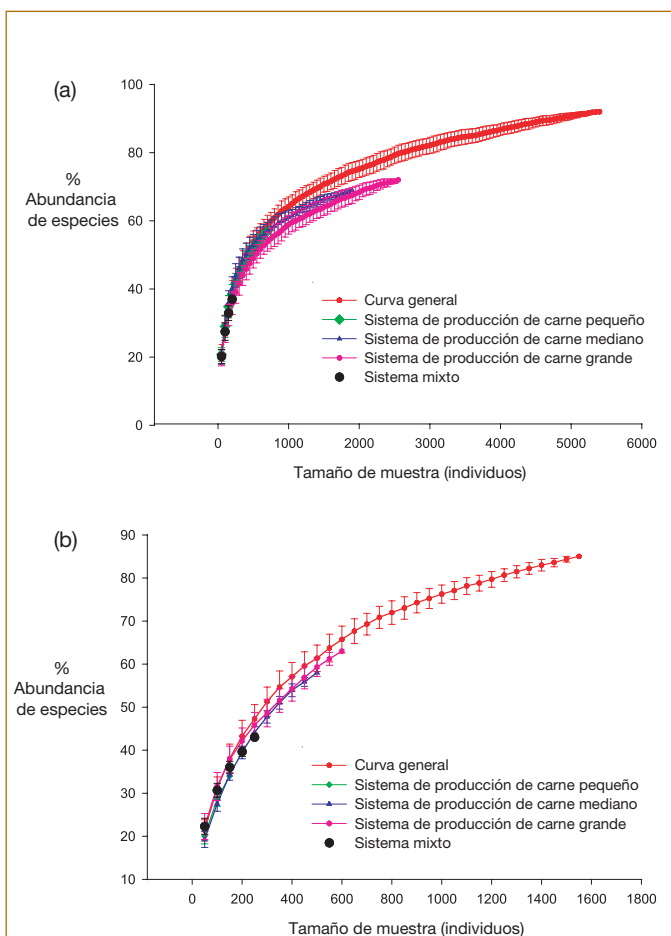 (a)
100
80
60
40
20
0
%
Abundancia
de especies
Curva general
Sistema de producción de carne pequeño
Sistema de producción de carne mediano
Sistema de producción de carne grande
Sistema mixto
0 1000 2000 3000 4000 5000 6000
Tamaño de muestra (individuos)
(b)
90
80
70
60
50
40
30
20
10
%
Abundancia
de especies
Curva general
Sistema de producción de carne pequeño
Sistema de producción de carne mediano
Sistema de producción de carne grande
Sistema mixto
0 200 400 600 800 1000 1200 1400 1600 1800
Tamaño de muestra (individuos)